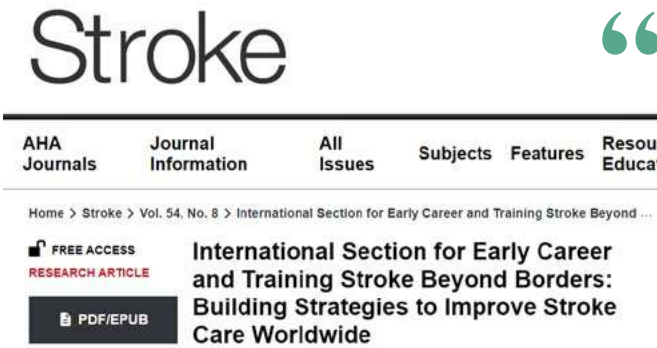 Stroke
“
AHA Journals
Journal Information
All Issues
Subjects
Features
Home > Stroke > Vol. 54, No. 8 > International Section for Early Career and Training Stroke Beyond ...
FREE ACCESS
RESEARCH ARTICLE
PDF/EPUB
International Section for Early Career
and Training Stroke Beyond Borders:
Building Strategies to Improve Stroke
Care Worldwide